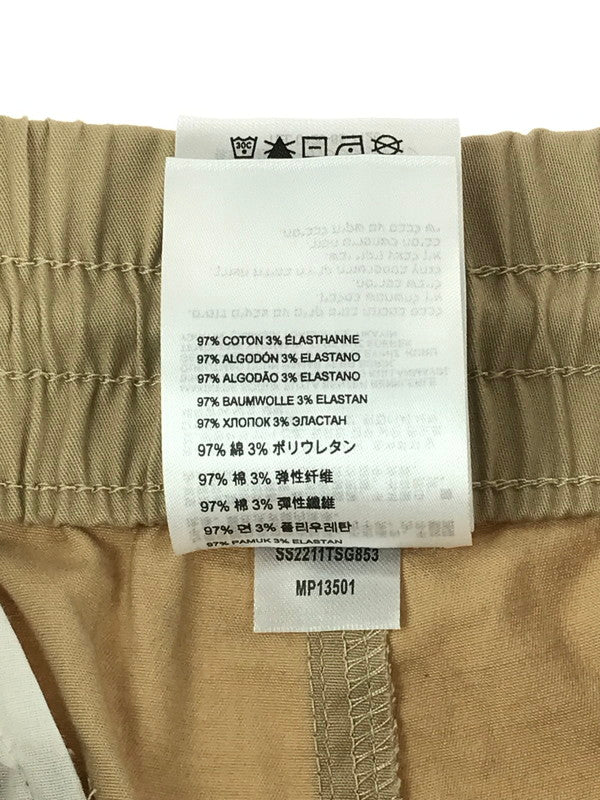 30C
97% COTON 3% ÉLASTHANNE
97% ALGODÓN 3% ELASTANO
97% ALGODÃO 3% ELASTANO
97% BAUMWOLLE 3% ELASTAN
97% ХЛОПОК 3% ЭЛАСТАН
97% 綿 3% ポリウレタン
97% 棉 3% 弹性纤维
97% 棉 3% 彈性纖維
97% 면 3% 폴리우레탄
97% PAMUK 3% ELASTAN
SS2211TSG853
MP13501